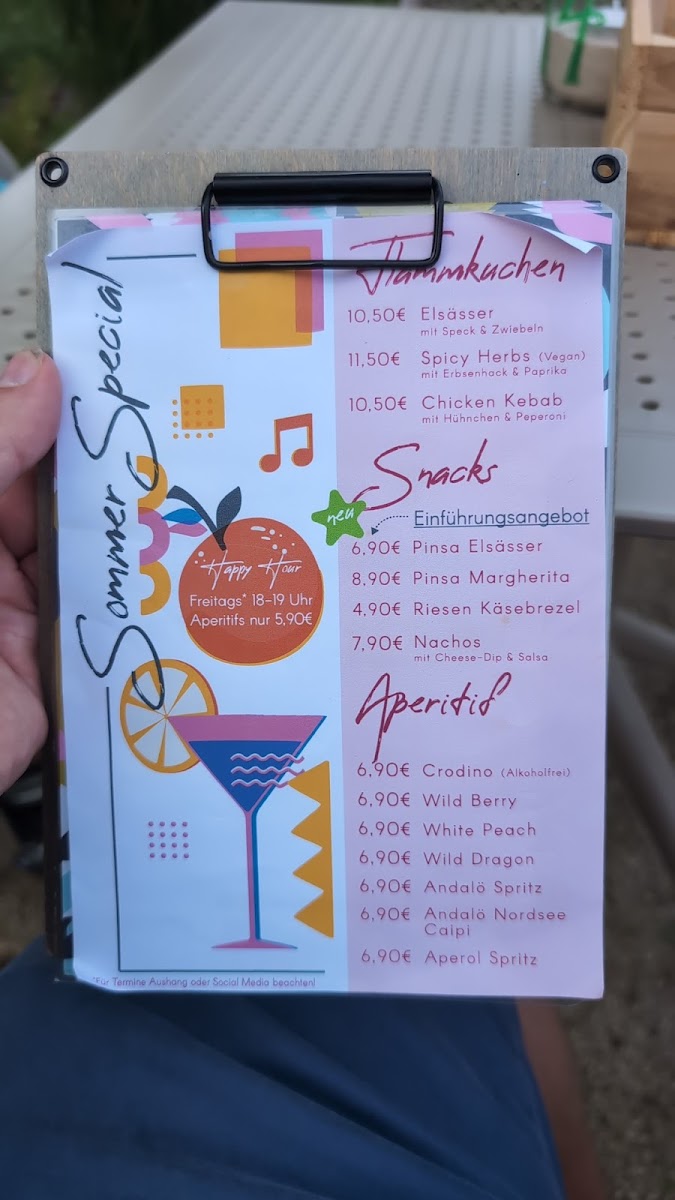 Sommer Special
Happy Hour
Freitags* 18-19 Uhr
Aperitifs nur 5,90€
*Für Termine Aushang oder Social Media beachten!
Flammkuchen
10,50€ Elsässer
mit Speck & Zwiebeln
11,50€ Spicy Herbs (Vegan)
mit Erbsenhack & Paprika
10,50€ Chicken Kebab
mit Hühnchen & Peperoni
Snacks
neu
Einführungsangebot
6,90€ Pinsa Elsässer
8,90€ Pinsa Margherita
4,90€ Riesen Käsebrezel
7,90€ Nachos
mit Cheese-Dip & Salsa
Aperitif
6,90€ Crodino (Alkoholfrei)
6,90€ Wild Berry
6,90€ White Peach
6,90€ Wild Dragon
6,90€ Andalö Spritz
6,90€ Andalö Nordsee
Caipi
6,90€ Aperol Spritz